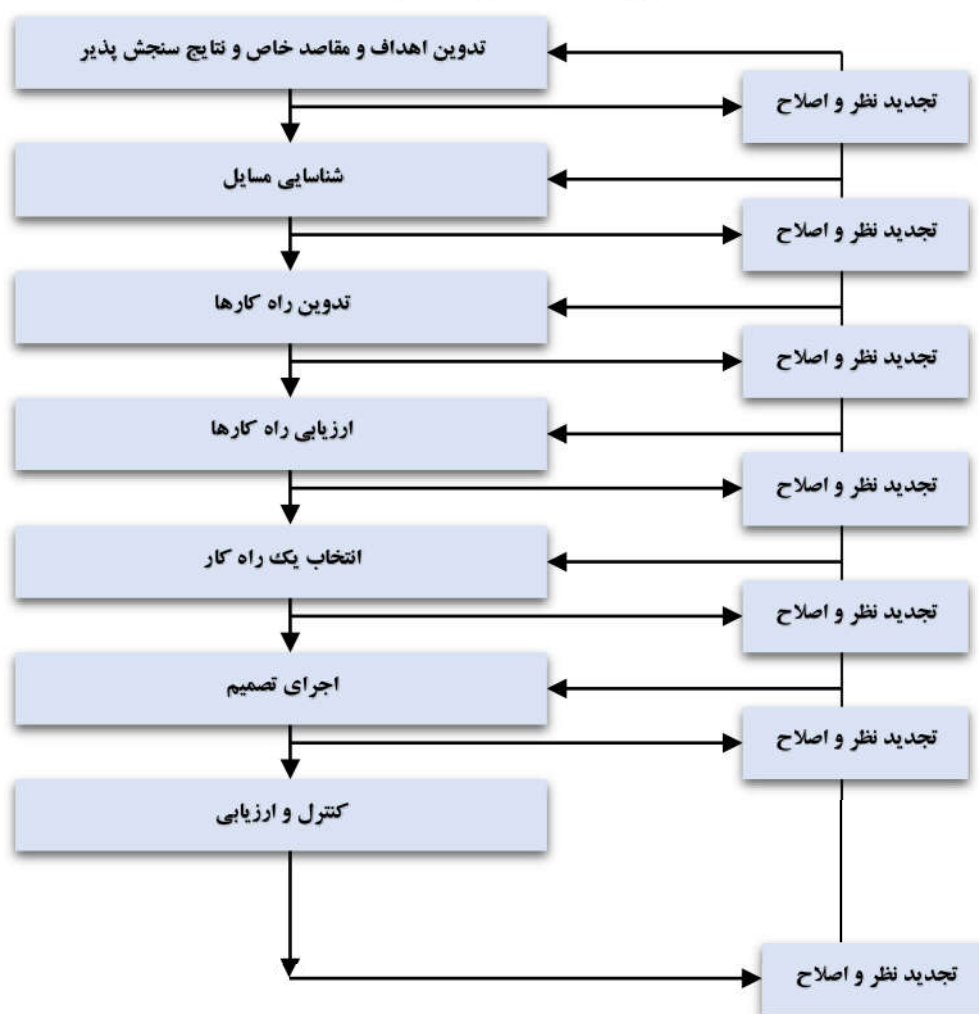 تدوین اهداف و مقاصد خاص و نتایج سنجش پذیر
تجدید نظر و اصلاح
شناسایی مسایل
تجدید نظر و اصلاح
تدوین راه کارها
تجدید نظر و اصلاح
ارزیابی راه کارها
تجدید نظر و اصلاح
انتخاب یک راه کار
تجدید نظر و اصلاح
اجرای تصمیم
تجدید نظر و اصلاح
کنترل و ارزیابی
تجدید نظر و اصلاح